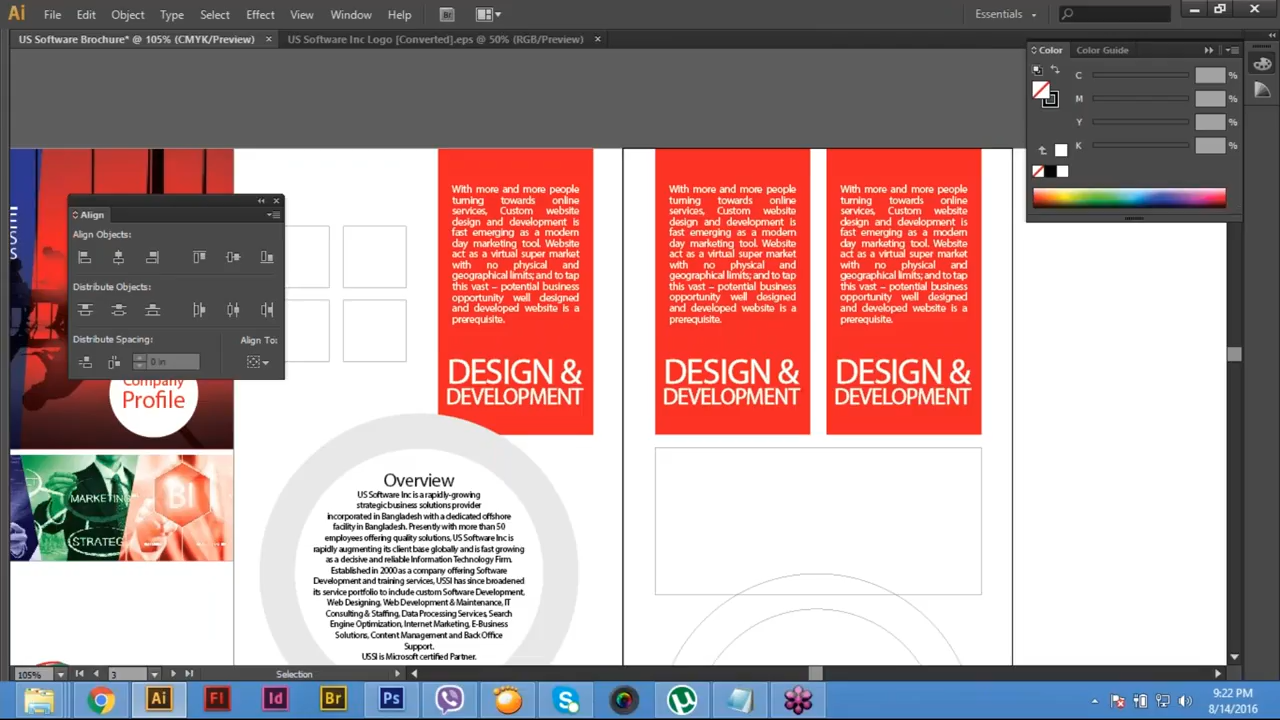 Ai File Edit Object Type Select Effect View Window Help Br Essentials
US Software Brochure* @ 105% (CMYK/Preview) × US Software Inc Logo [Converted].eps @ 50% (RGB/Preview) ×
Color Color Guide
C %
M %
Y %
K %
Align
Align Objects:
Distribute Objects:
Distribute Spacing: Align To:
0 in
Company
Profile
MARKETING
STRATEG
BI
With more and more people
turning towards online
services, Custom website
design and development is
fast emerging as a modern
day marketing tool. Website
act as a virtual super market
with no physical and
geographical limits; and to tap
this vast – potential business
opportunity well designed
and developed website is a
prerequisite.
DESIGN &
DEVELOPMENT
With more and more people
turning towards online
services, Custom website
design and development is
fast emerging as a modern
day marketing tool. Website
act as a virtual super market
with no physical and
geographical limits; and to tap
this vast – potential business
opportunity well designed
and developed website is a
prerequisite.
DESIGN &
DEVELOPMENT
With more and more people
turning towards online
services, Custom website
design and development is
fast emerging as a modern
day marketing tool. Website
act as a virtual super market
with no physical and
geographical limits; and to tap
this vast – potential business
opportunity well designed
and developed website is a
prerequisite.
DESIGN &
DEVELOPMENT
Overview
US Software Inc is a rapidly-growing
strategic business solutions provider
incorporated in Bangladesh with a dedicated offshore
facility in Bangladesh. Presently with more than 50
employees offering quality solutions, US Software Inc is
rapidly augmenting its client base globally and is fast growing
as a decisive and reliable Information Technology Firm.
Established in 2000 as a company offering Software
Development and training services, USSI has since broadened
its service portfolio to include custom Software Development,
Web Designing, Web Development & Maintenance, IT
Consulting & Staffing, Data Processing Services, Search
Engine Optimization, Internet Marketing, E-Business
Solutions, Content Management and Back Office
Support.
USSI is Microsoft certified Partner.
105% 3 Selection
Ai Fl Id Br Ps
9:22 PM
8/14/2016